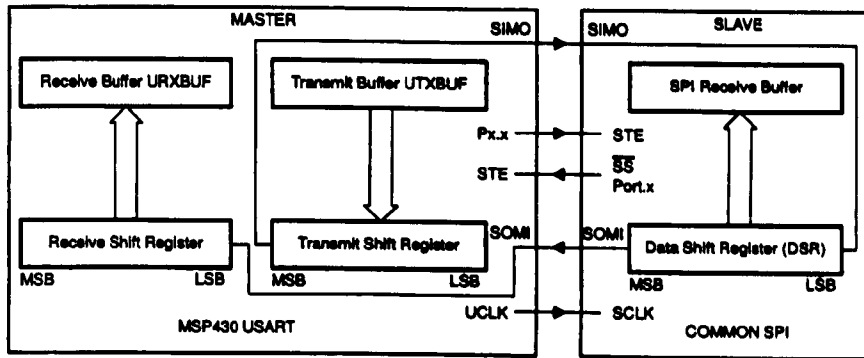 MASTER
SLAVE
SIMO
SIMO
Receive Buffer URXBUF
Transmit Buffer UTXBUF
SPI Receive Buffer
Px.x
STE
STE
SS
Port.x
Receive Shift Register
Transmit Shift Register
SOMI
SOMI
Data Shift Register (DSR)
MSB
LSB
MSB
LSB
MSB
LSB
UCLK
SCLK
MSP430 USART
COMMON SPI